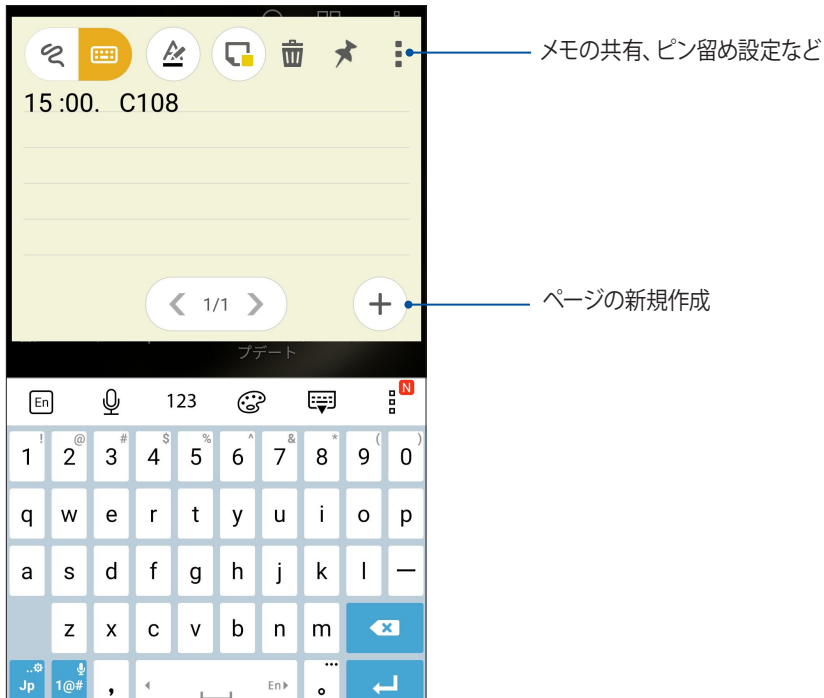 メモの共有、ピン留め設定など
15 :00.   C108
1/1
ページの新規作成
プデート
En 123 N
! @ # $ % ^ & * ( )
1 2 3 4 5 6 7 8 9 0
q w e r t y u i o p
a s d f g h j k l ー
z x c v b n m
Jp 1@# , En 。